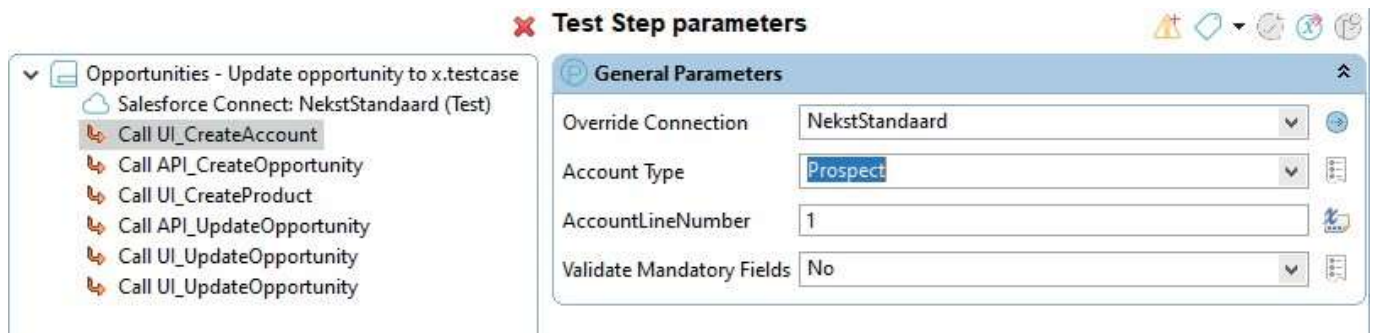 Test Step parameters
Opportunities - Update opportunity to x.testcase
Salesforce Connect: NekstStandaard (Test)
Call UI_CreateAccount
Call API_CreateOpportunity
Call UI_CreateProduct
Call API_UpdateOpportunity
Call UI_UpdateOpportunity
Call UI_UpdateOpportunity
General Parameters
Override Connection NekstStandaard
Account Type Prospect
AccountLineNumber 1
Validate Mandatory Fields No